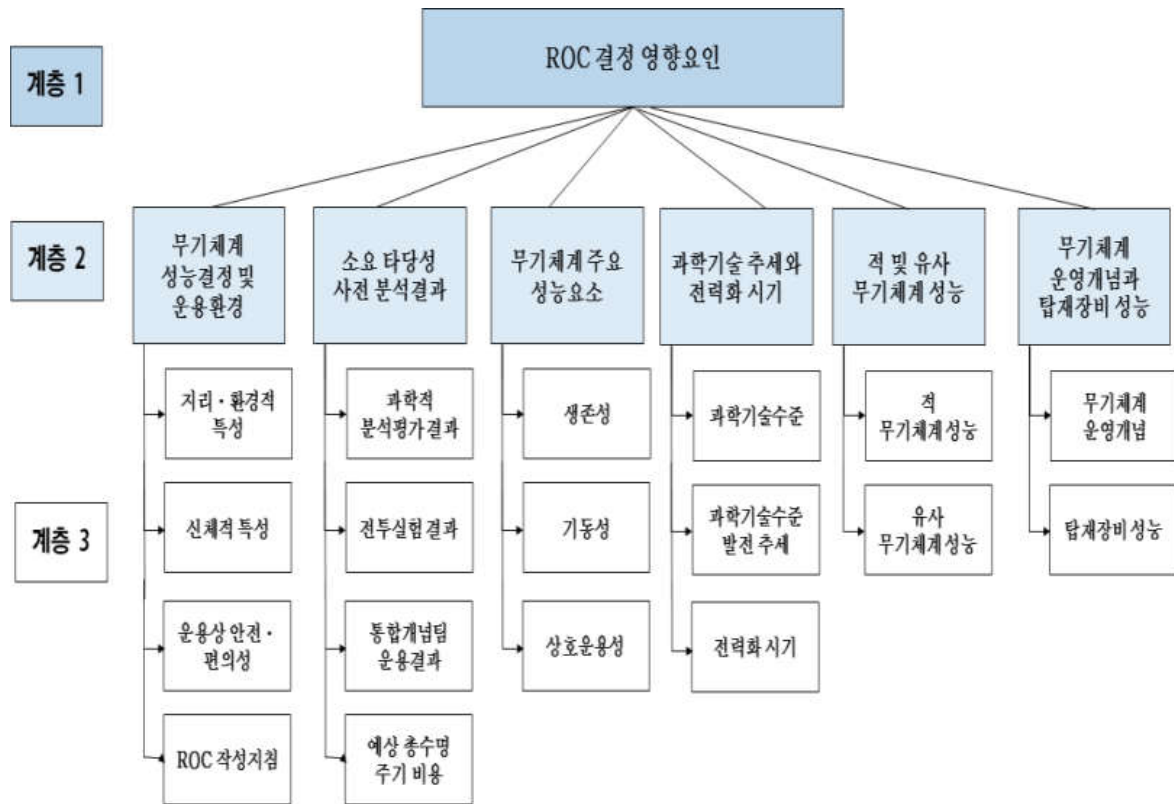 계층 1
ROC 결정 영향요인
계층 2
무기체계
성능결정 및
운용환경
소요 타당성
사전 분석결과
무기체계 주요
성능요소
과학기술 추세와
전력화 시기
적 및 유사
무기체계 성능
무기체계
운영개념과
탑재장비 성능
계층 3
지리·환경적
특성
신체적 특성
운용상 안전·
편의성
ROC 작성지침
과학적
분석평가 결과
전투실험 결과
통합개념팀
운용결과
예상 총수명
주기 비용
생존성
기동성
상호운용성
과학기술수준
과학기술수준
발전 추세
전력화 시기
적
무기체계 성능
유사
무기체계 성능
무기체계
운영개념
탑재장비 성능